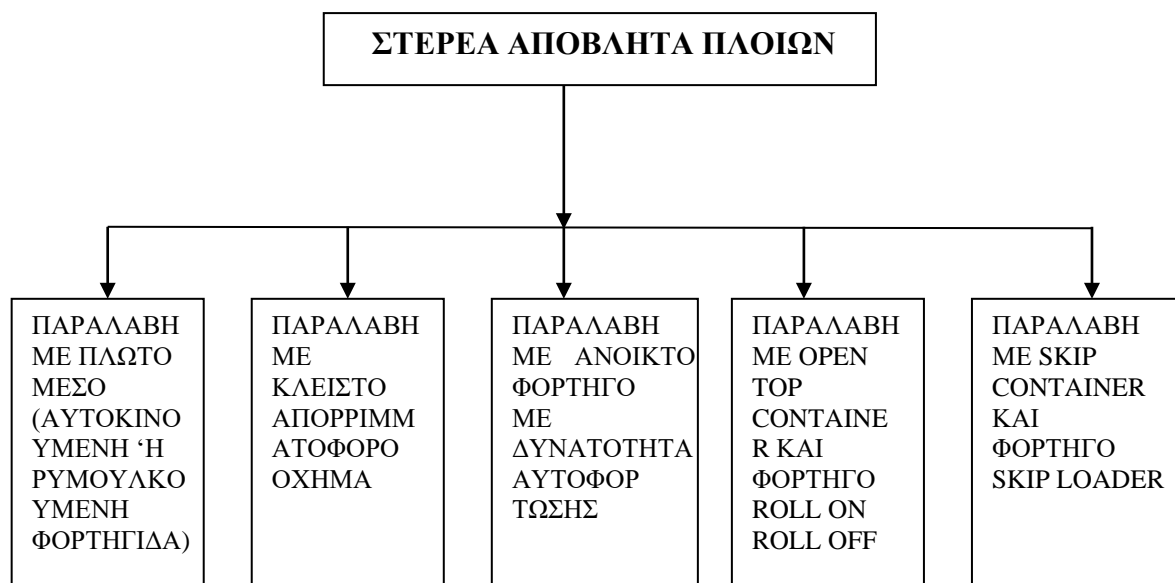 ΣΤΕΡΕΑ ΑΠΟΒΛΗΤΑ ΠΛΟΙΩΝ
ΠΑΡΑΛΑΒΗ
ΜΕ ΠΛΩΤΟ
ΜΕΣΟ
(ΑΥΤΟΚΙΝΟ
ΥΜΕΝΗ ‘Η
ΡΥΜΟΥΛΚΟ
ΥΜΕΝΗ
ΦΟΡΤΗΓΙΔΑ)
ΠΑΡΑΛΑΒΗ
ΜΕ
ΚΛΕΙΣΤΟ
ΑΠΟΡΡΙΜΜ
ΑΤΟΦΟΡΟ
ΟΧΗΜΑ
ΠΑΡΑΛΑΒΗ
ΜΕ ΑΝΟΙΚΤΟ
ΦΟΡΤΗΓΟ
ΜΕ
ΔΥΝΑΤΟΤΗΤΑ
ΑΥΤΟΦΟΡ
ΤΩΣΗΣ
ΠΑΡΑΛΑΒΗ
ΜΕ OPEN
TOP
CONTAINE
R ΚΑΙ
ΦΟΡΤΗΓΟ
ROLL ON
ROLL OFF
ΠΑΡΑΛΑΒΗ
ΜΕ SKIP
CONTAINER
ΚΑΙ
ΦΟΡΤΗΓΟ
SKIP LOADER